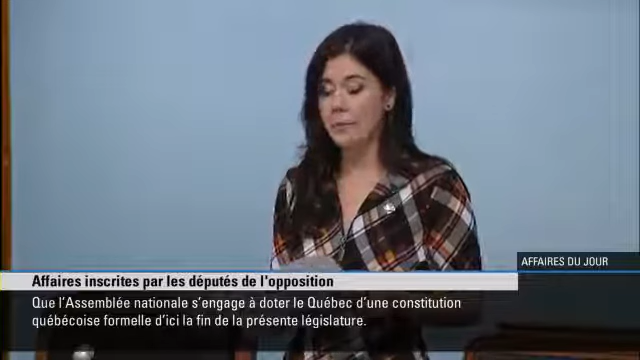 AFFAIRES DU JOUR
Affaires inscrites par les députés de l'opposition
Que l'Assemblée nationale s'engage à doter le Québec d'une constitution
québécoise formelle d'ici la fin de la présente législature.